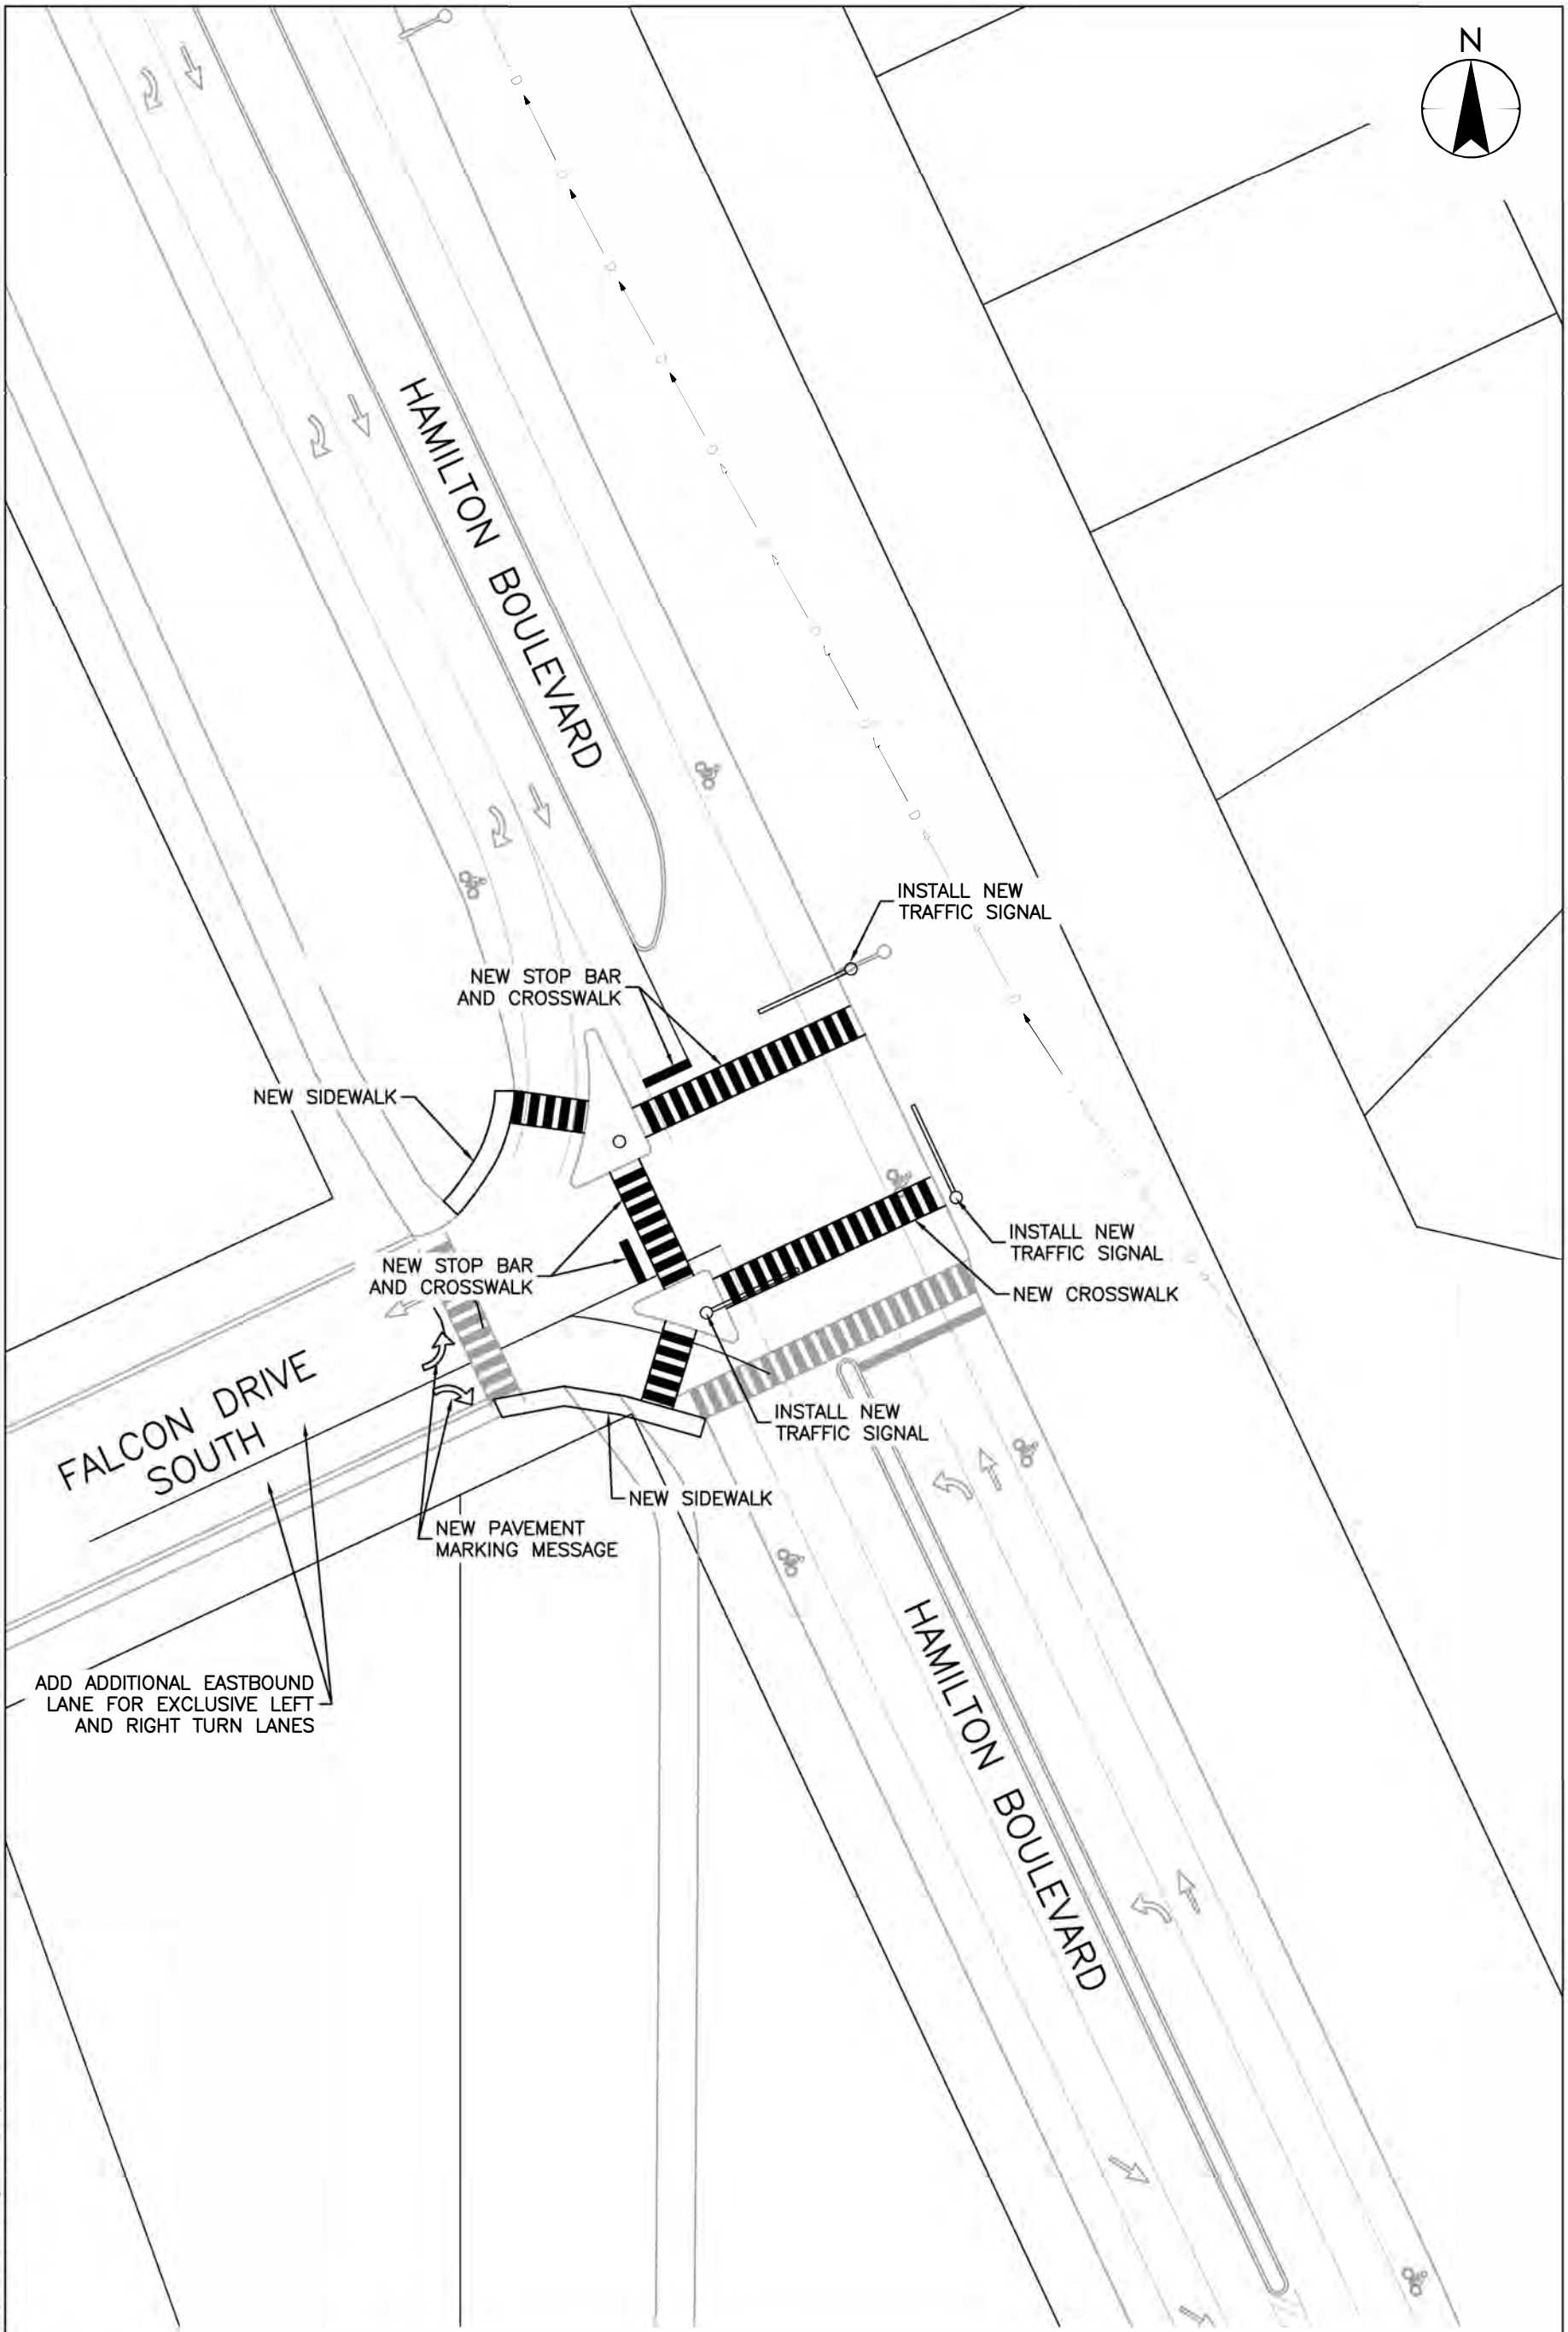 N
HAMILTON BOULEVARD
INSTALL NEW
TRAFFIC SIGNAL
NEW STOP BAR
AND CROSSWALK
NEW SIDEWALK
INSTALL NEW
TRAFFIC SIGNAL
NEW STOP BAR
AND CROSSWALK
NEW CROSSWALK
FALCON DRIVE
SOUTH
INSTALL NEW
TRAFFIC SIGNAL
NEW SIDEWALK
NEW PAVEMENT
MARKING MESSAGE
HAMILTON BOULEVARD
ADD ADDITIONAL EASTBOUND
LANE FOR EXCLUSIVE LEFT
AND RIGHT TURN LANES